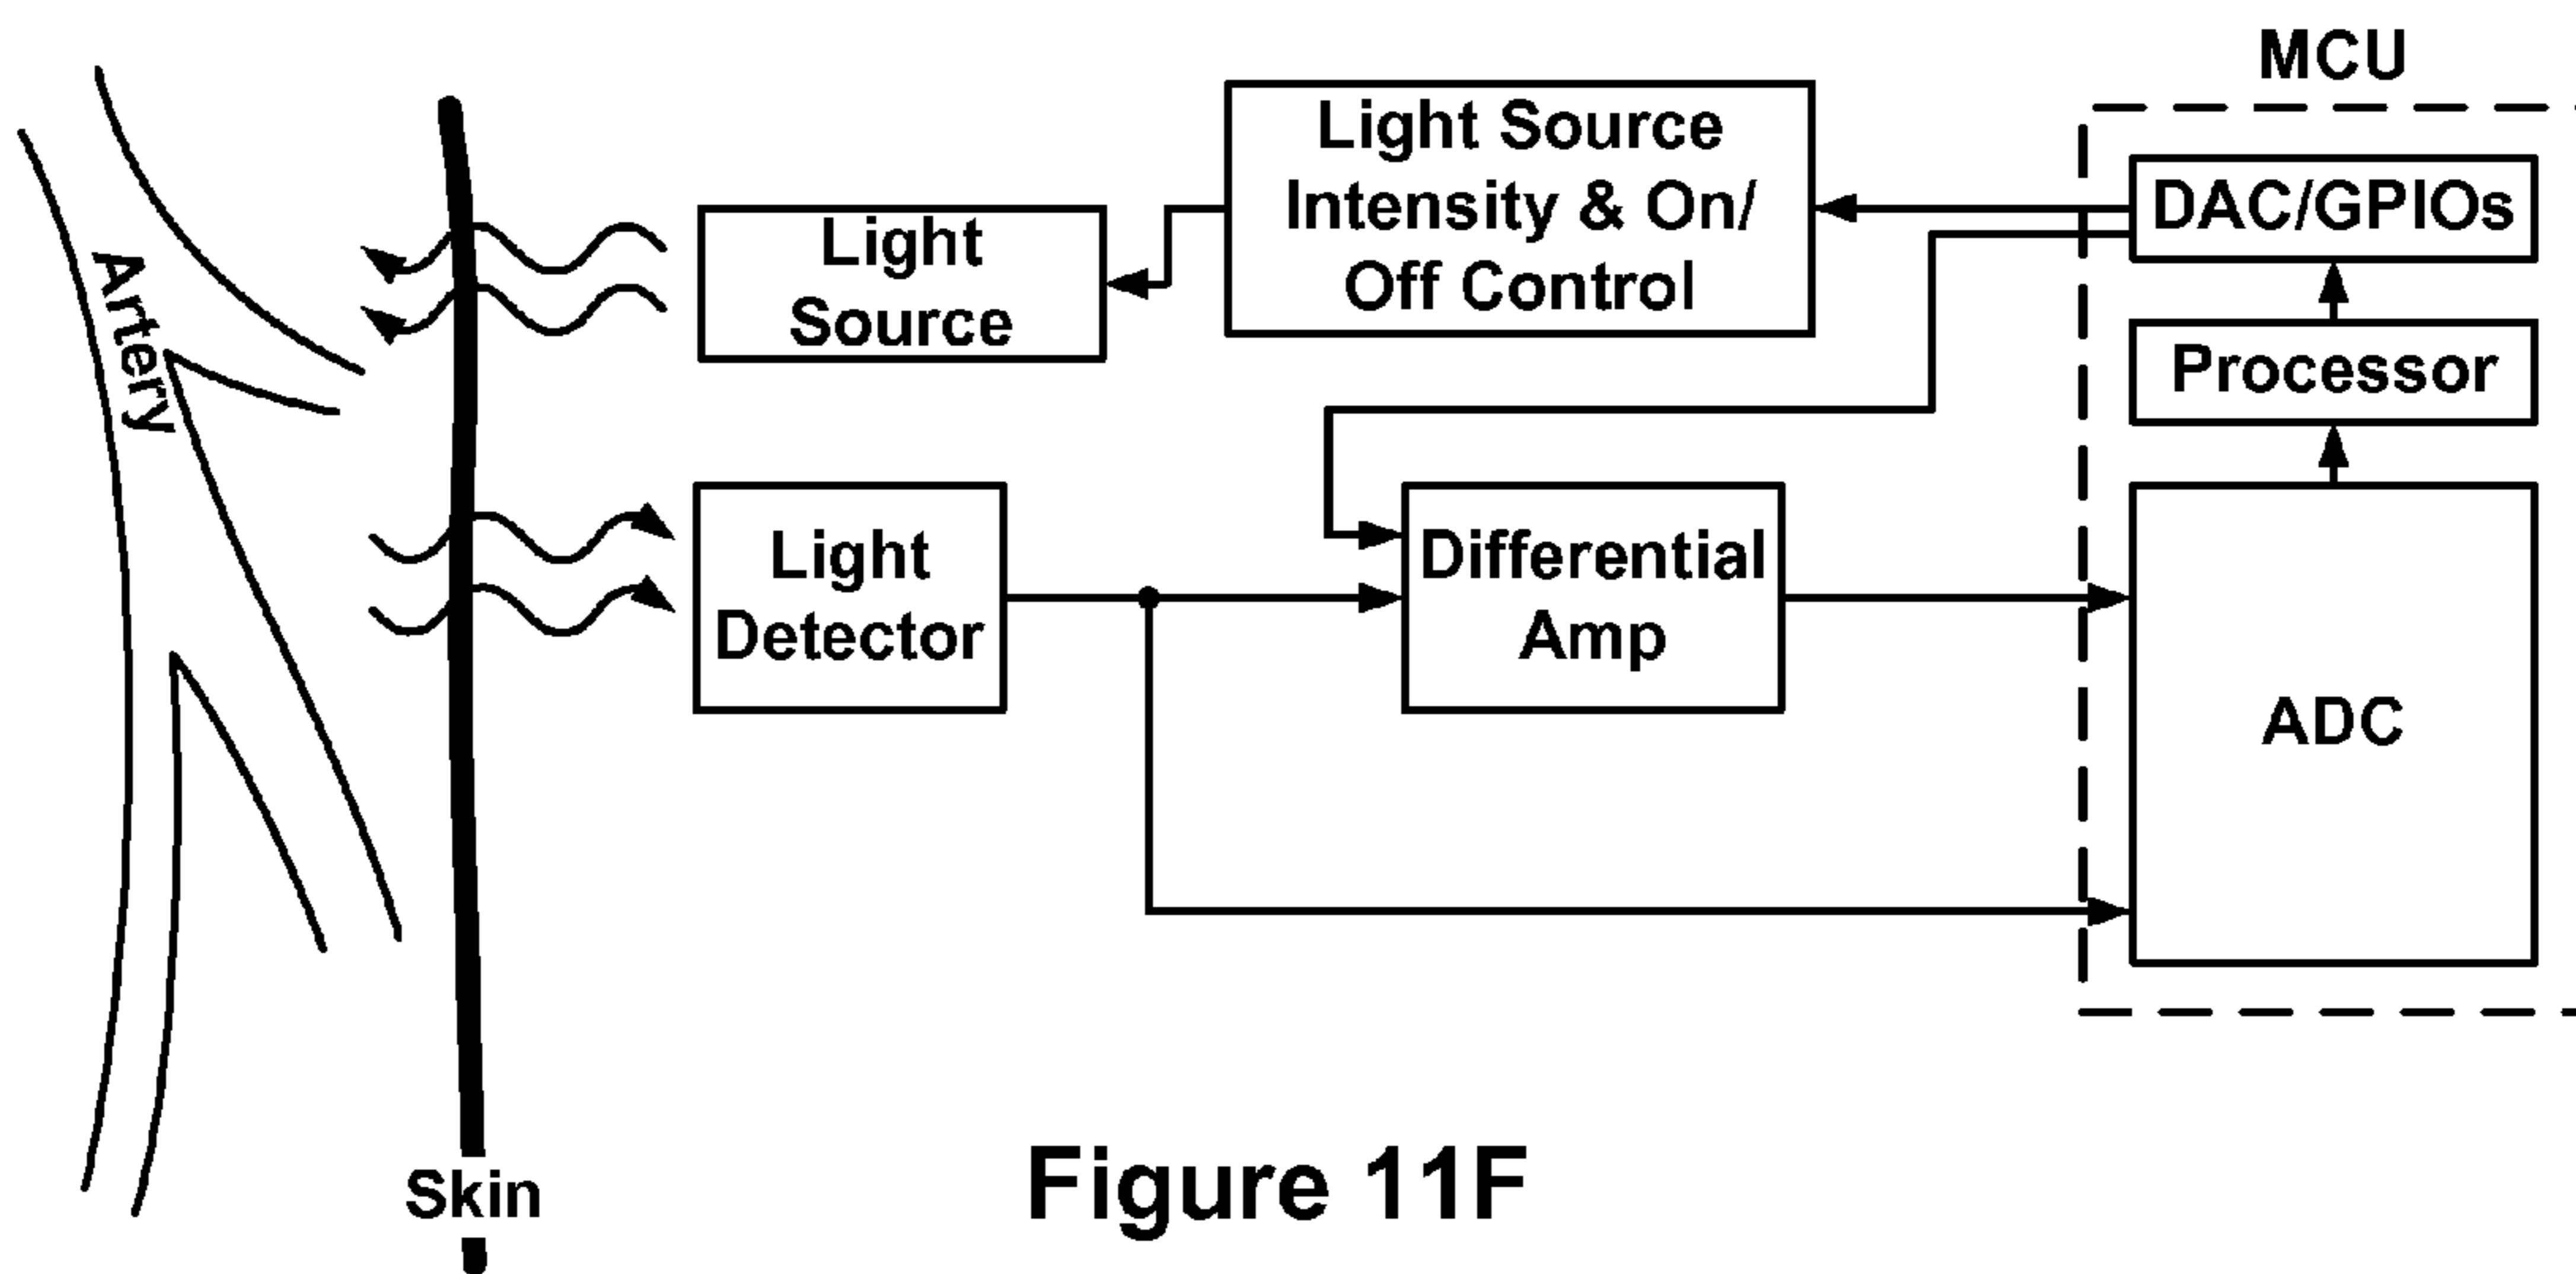 MCU
Light Source
Intensity & On/
Off Control
DAC/GPIOs
Light
Source
Processor
Artery
Light
Detector
Differential
Amp
ADC
Skin
Figure 11F